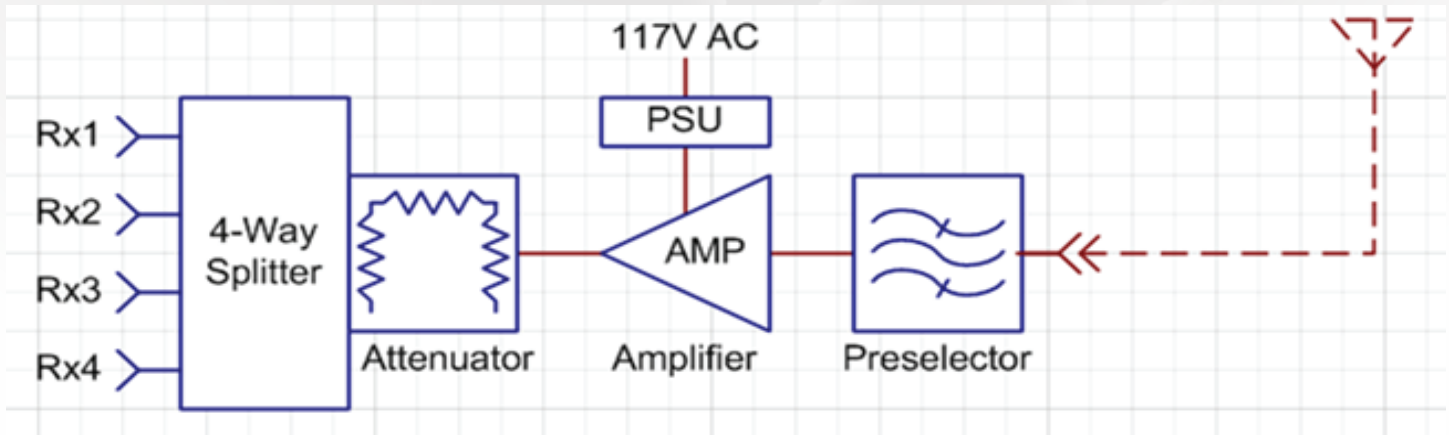 117V AC
PSU
Rx1
Rx2
Rx3
Rx4
4-Way
Splitter
AMP
Attenuator
Amplifier
Preselector